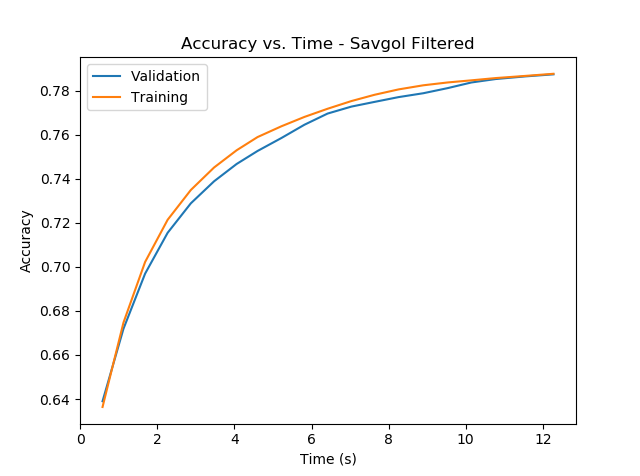 Accuracy vs. Time - Savgol Filtered
Validation
Training
0.78
0.76
0.74
0.72
0.70
0.68
0.66
0.64
Accuracy
0 2 4 6 8 10 12
Time (s)